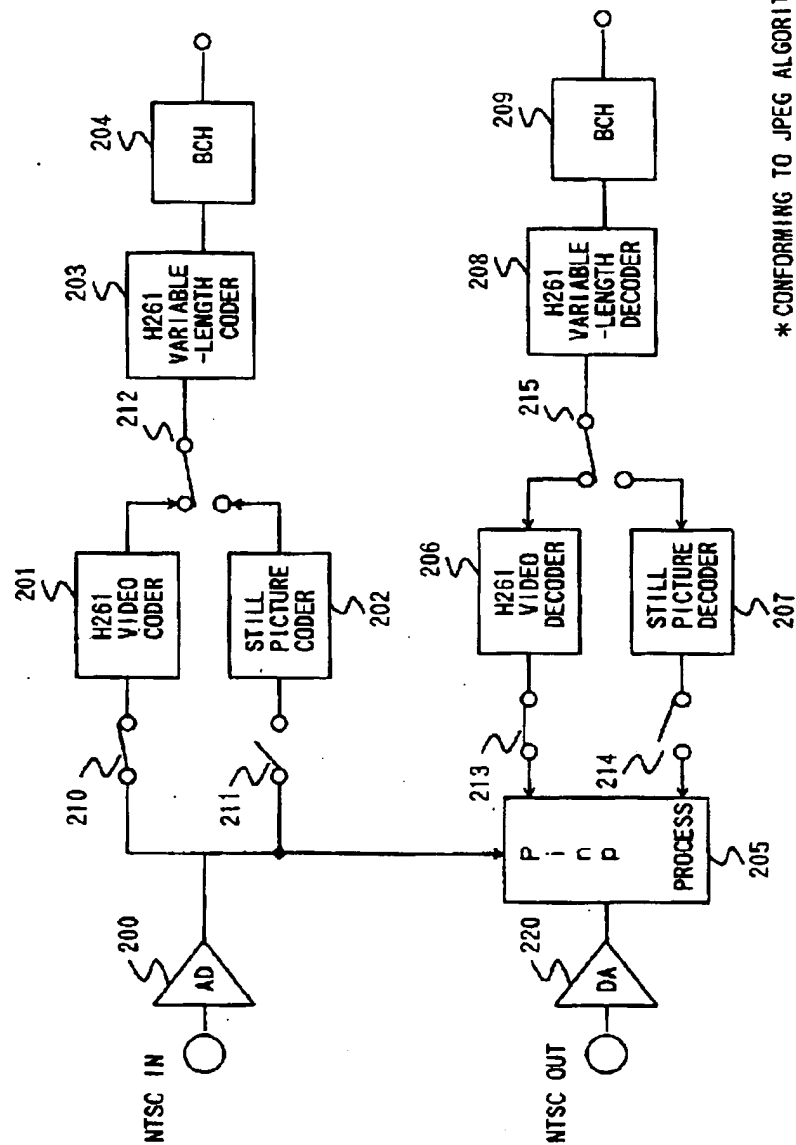 NTSC IN
200
AD
210
211
201
H261
VIDEO
CODER
STILL
PICTURE
CODER
202
212
203
H261
VARIABLE
-LENGTH
CODER
204
BCH
NTSC OUT
220
DA
P in P
PROCESS
205
213
214
206
H261
VIDEO
DECODER
STILL
PICTURE
DECODER
207
215
208
H261
VARIABLE
-LENGTH
DECODER
209
BCH
*CONFORMING TO JPEG ALGORIT